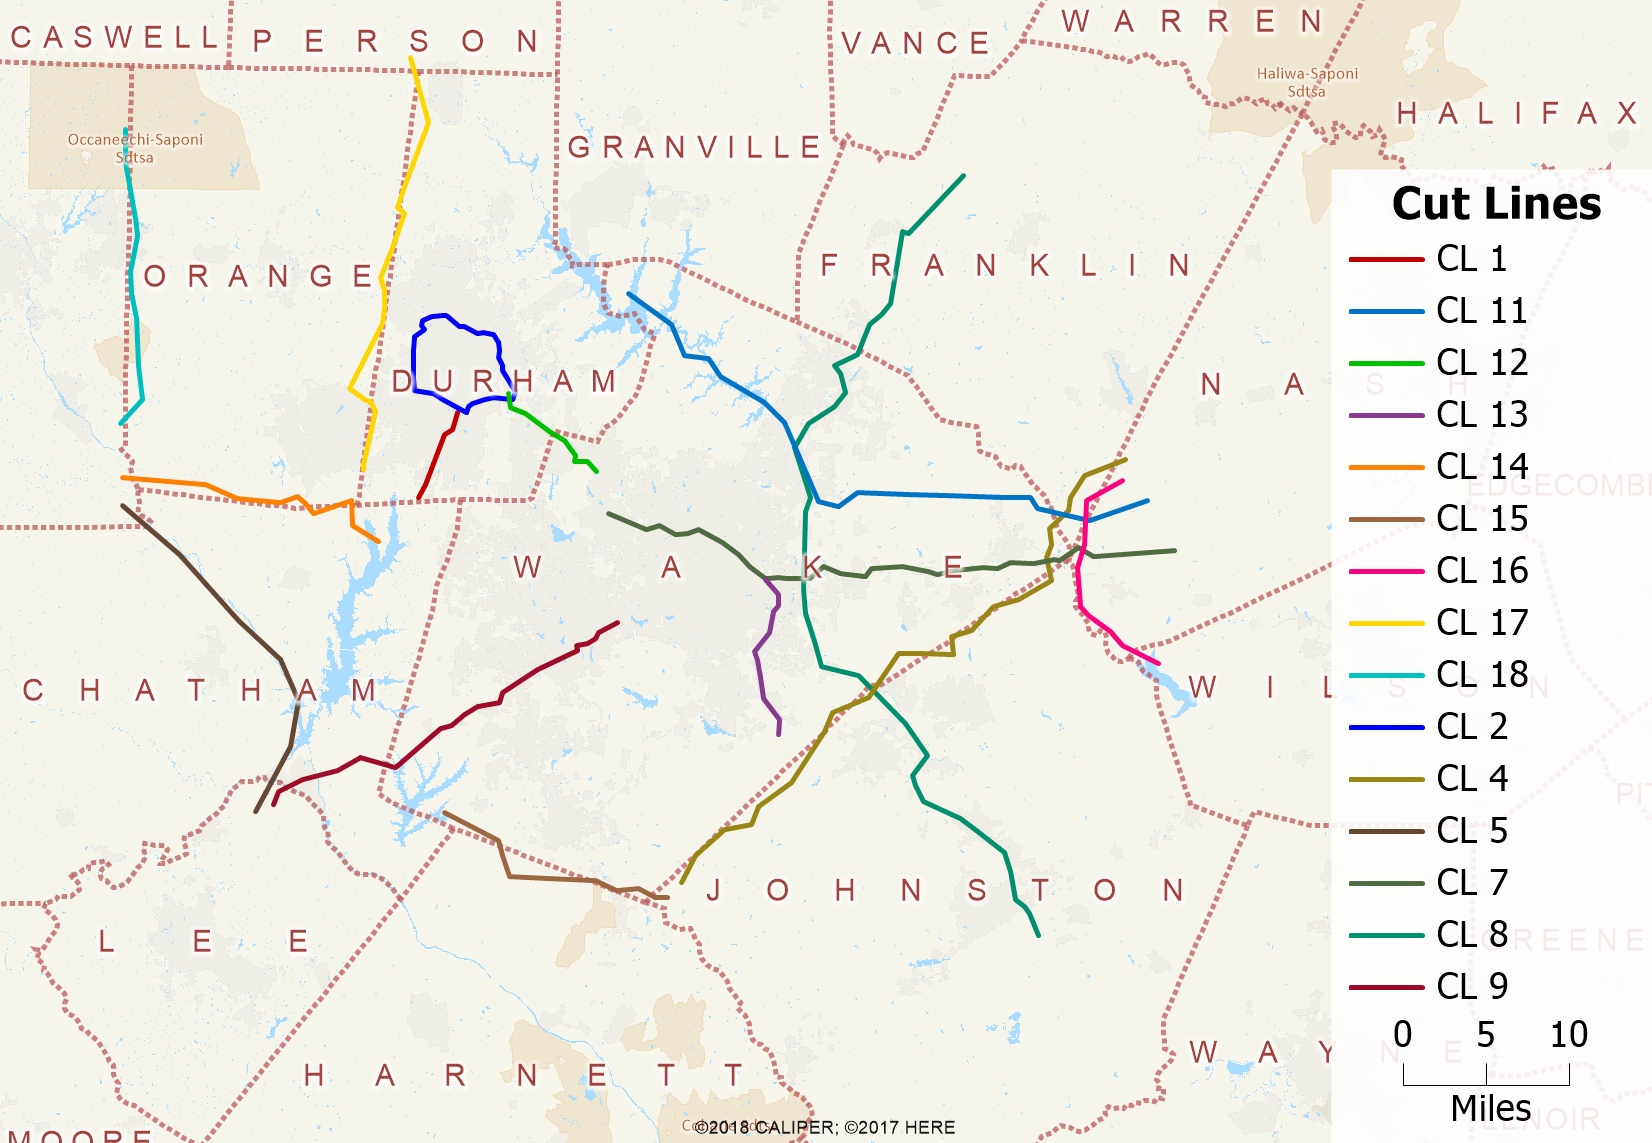 CASWELL
PERSON
VANCE
WARREN
Haliwa-Saponi
Sdtsa
HALIFAX
Occaneechi-Saponi
Sdtsa
GRANVILLE
ORANGE
FRANKLIN
DURHAM
NASH
EDGECOMBE
WAKE
CHATHAM
WILSON
PIT
JOHNSTON
LEE
GREENE
HARNETT
WAYNE
LENOIR
MOORE
©2018 CALIPER; ©2017 HERE
Cut Lines
CL 1
CL 11
CL 12
CL 13
CL 14
CL 15
CL 16
CL 17
CL 18
CL 2
CL 4
CL 5
CL 7
CL 8
CL 9
0 5 10
Miles